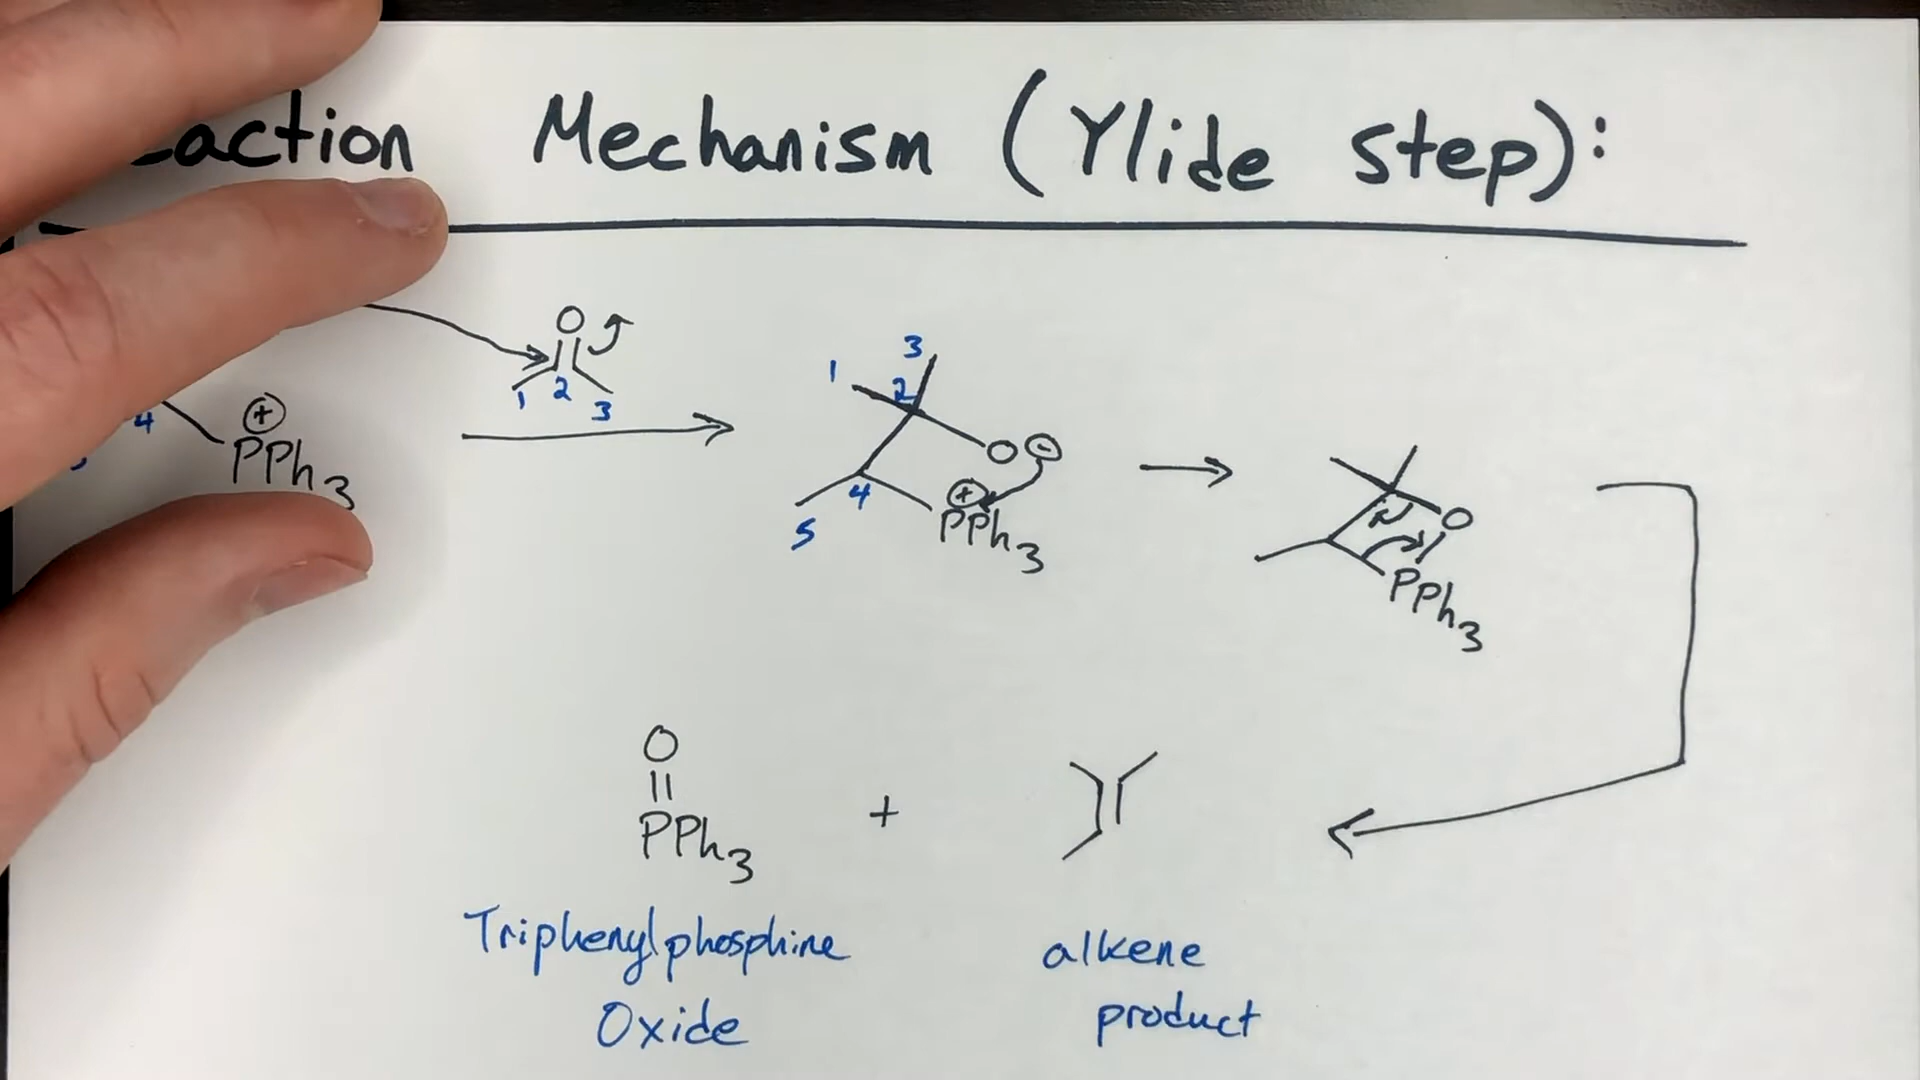 action Mechanism (Ylide step):
O
1 2 3
4 ⊕
PPh3
1 2 3
O ⊖
4 ⊕
5 PPh3
O
PPh3
O
PPh3 +
Triphenylphosphine alkene
Oxide product